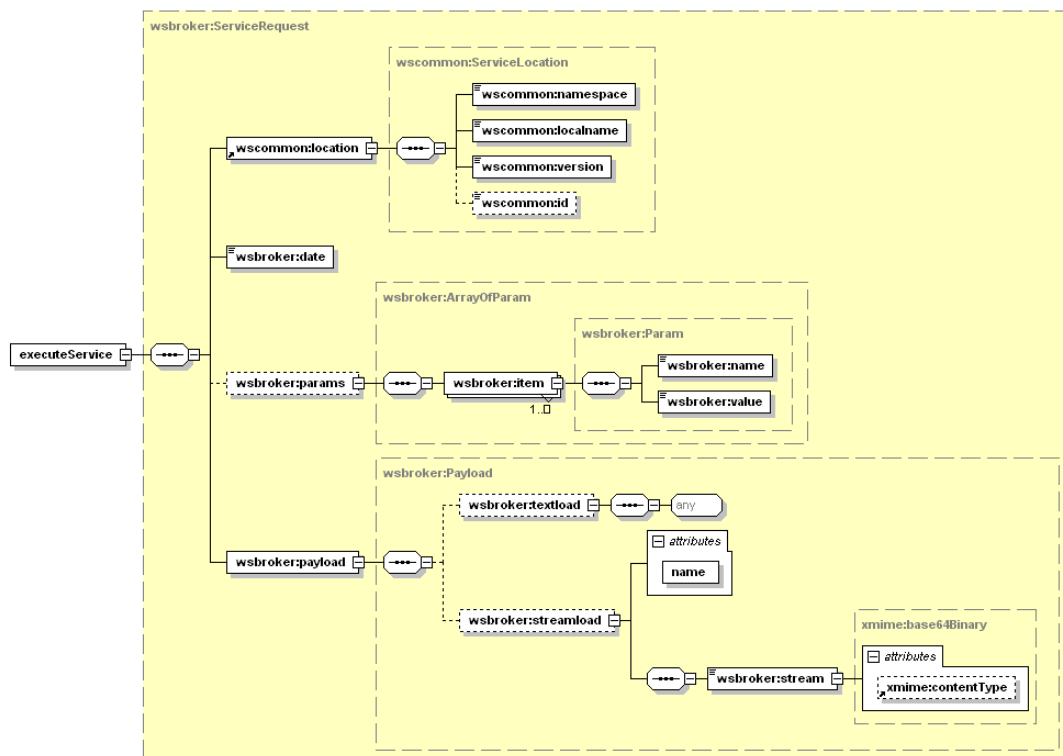 wsbroker:ServiceRequest
wscommon:ServiceLocation
wscommon:namespace
wscommon:localname
wscommon:location
wscommon:version
wscommon:id
wsbroker:date
wsbroker:ArrayOfParam
wsbroker:Param
executeService
wsbroker:name
wsbroker:params
wsbroker:item
wsbroker:value
1..
wsbroker:Payload
wsbroker:textload
any
attributes
wsbroker:payload
name
wsbroker:streamload
xmime:base64Binary
attributes
wsbroker:stream
xmime:contentType